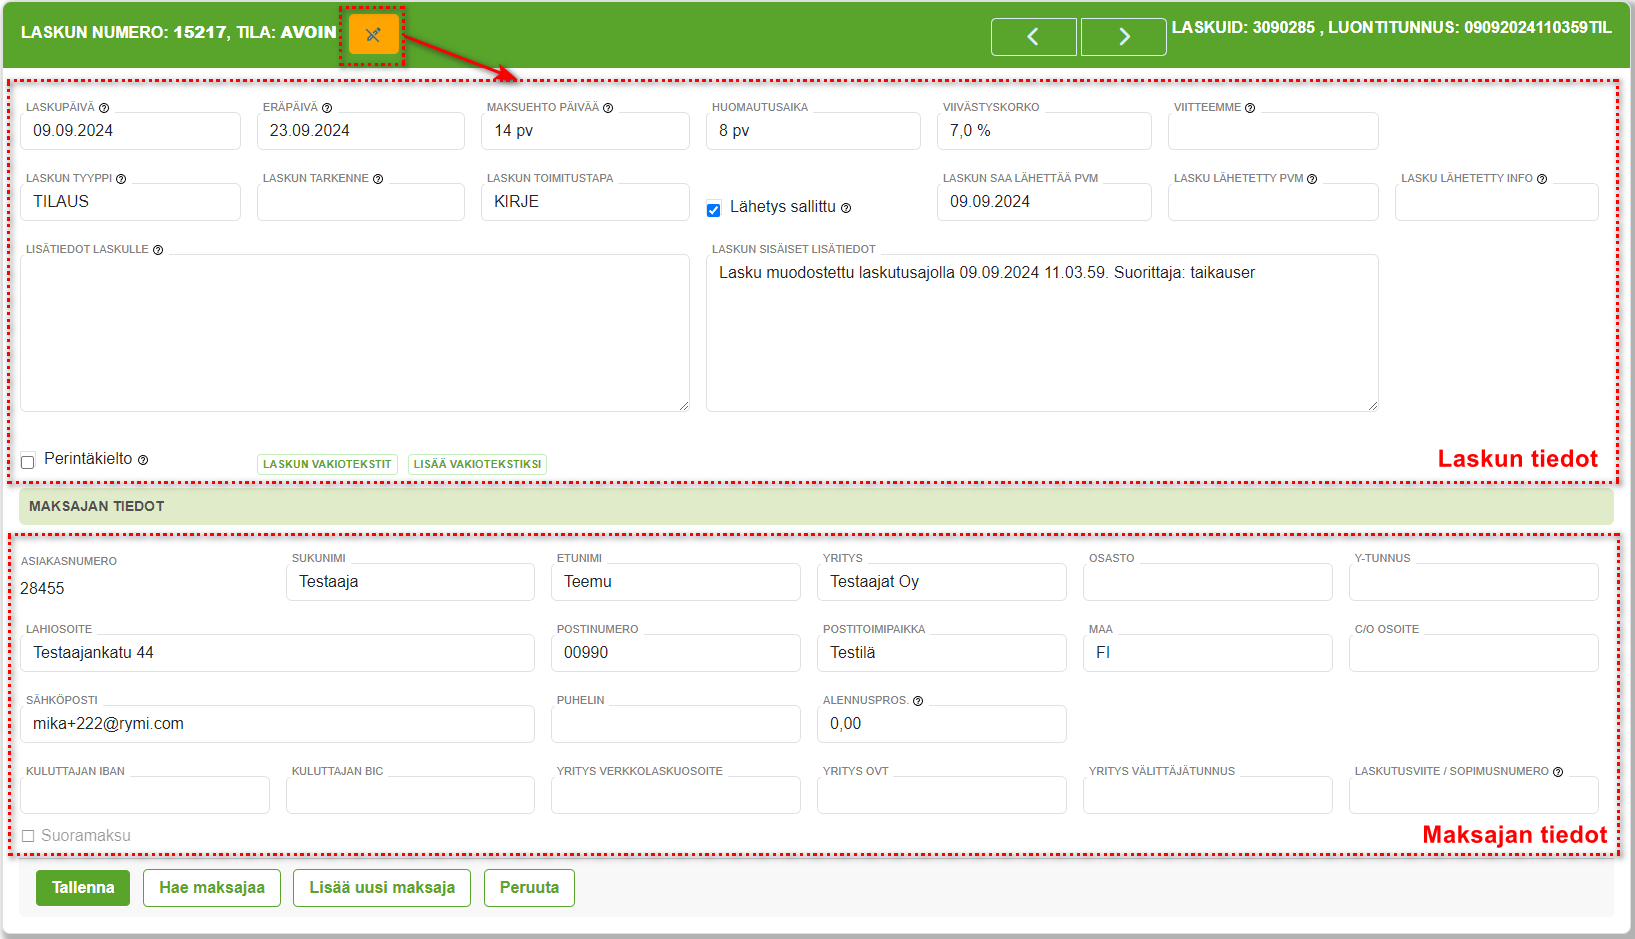 LASKUN NUMERO: 15217, TILA: AVOIN
LASKUID: 3090285 , LUONTITUNNUS: 09092024110359TIL
LASKUPÄIVÄ ERÄPÄIVÄ MAKSUEHTO PÄIVÄÄ HUOMAUTUSAIKA VIIVÄSTYSKORKO VIITTEEMME
09.09.2024 23.09.2024 14 pv 8 pv 7,0 %
LASKUN TYYPPI LASKUN TARKENNE LASKUN TOIMITUSTAPA LASKUN SAA LÄHETTÄÄ PVM LASKU LÄHETETTY PVM LASKU LÄHETETTY INFO
TILAUS KIRJE Lähetys sallittu 09.09.2024
LISÄTIEDOT LASKULLE LASKUN SISÄISET LISÄTIEDOT
Lasku muodostettu laskutusajolla 09.09.2024 11.03.59. Suorittaja: taikauser
Perintäkielto LASKUN VAKIOTEKSTIT LISÄÄ VAKIOTEKSTIKSI
Laskun tiedot
MAKSAJAN TIEDOT
ASIAKASNUMERO SUKUNIMI ETUNIMI YRITYS OSASTO Y-TUNNUS
28455 Testaaja Teemu Testaajat Oy
LAHIOSOITE POSTINUMERO POSTITOIMIPAIKKA MAA C/O OSOITE
Testaajankatu 44 00990 Testilä FI
SÄHKÖPOSTI PUHELIN ALENNUSPROS.
mika+222@rymi.com 0,00
KULUTTAJAN IBAN KULUTTAJAN BIC YRITYS VERKKOLASKUOSOITE YRITYS OVT YRITYS VÄLITTÄJÄTUNNUS LASKUTUSVIITE / SOPIMUSNUMERO
Suoramaksu
Maksajan tiedot
Tallenna Hae maksajaa Lisää uusi maksaja Peruuta